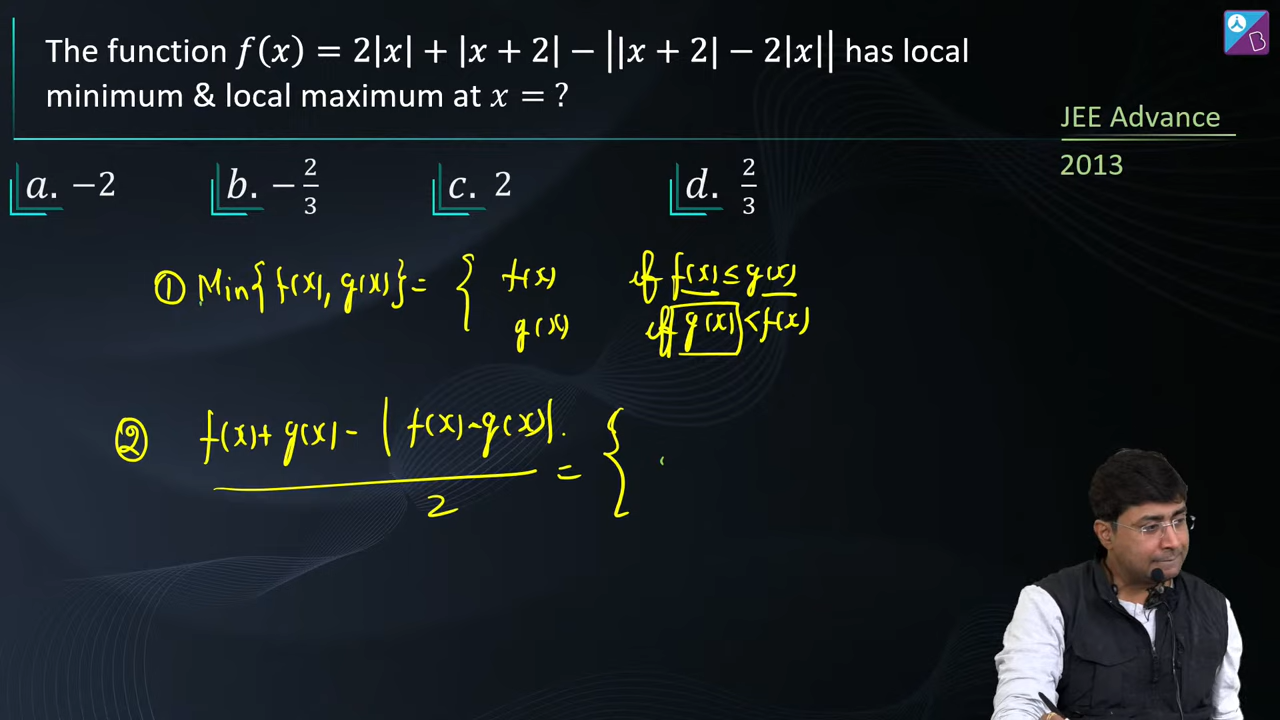 The function f(x) = 2|x| + |x + 2| − ||x + 2| − 2|x|| has local
minimum & local maximum at x = ?
JEE Advance
2013
a. −2 b. −2/3 c. 2 d. 2/3
① Min{f(x), g(x)} = { f(x) if f(x) ≤ g(x)
g(x) if g(x) < f(x)
② f(x) + g(x) − | f(x) − g(x)|. / 2 = {
B